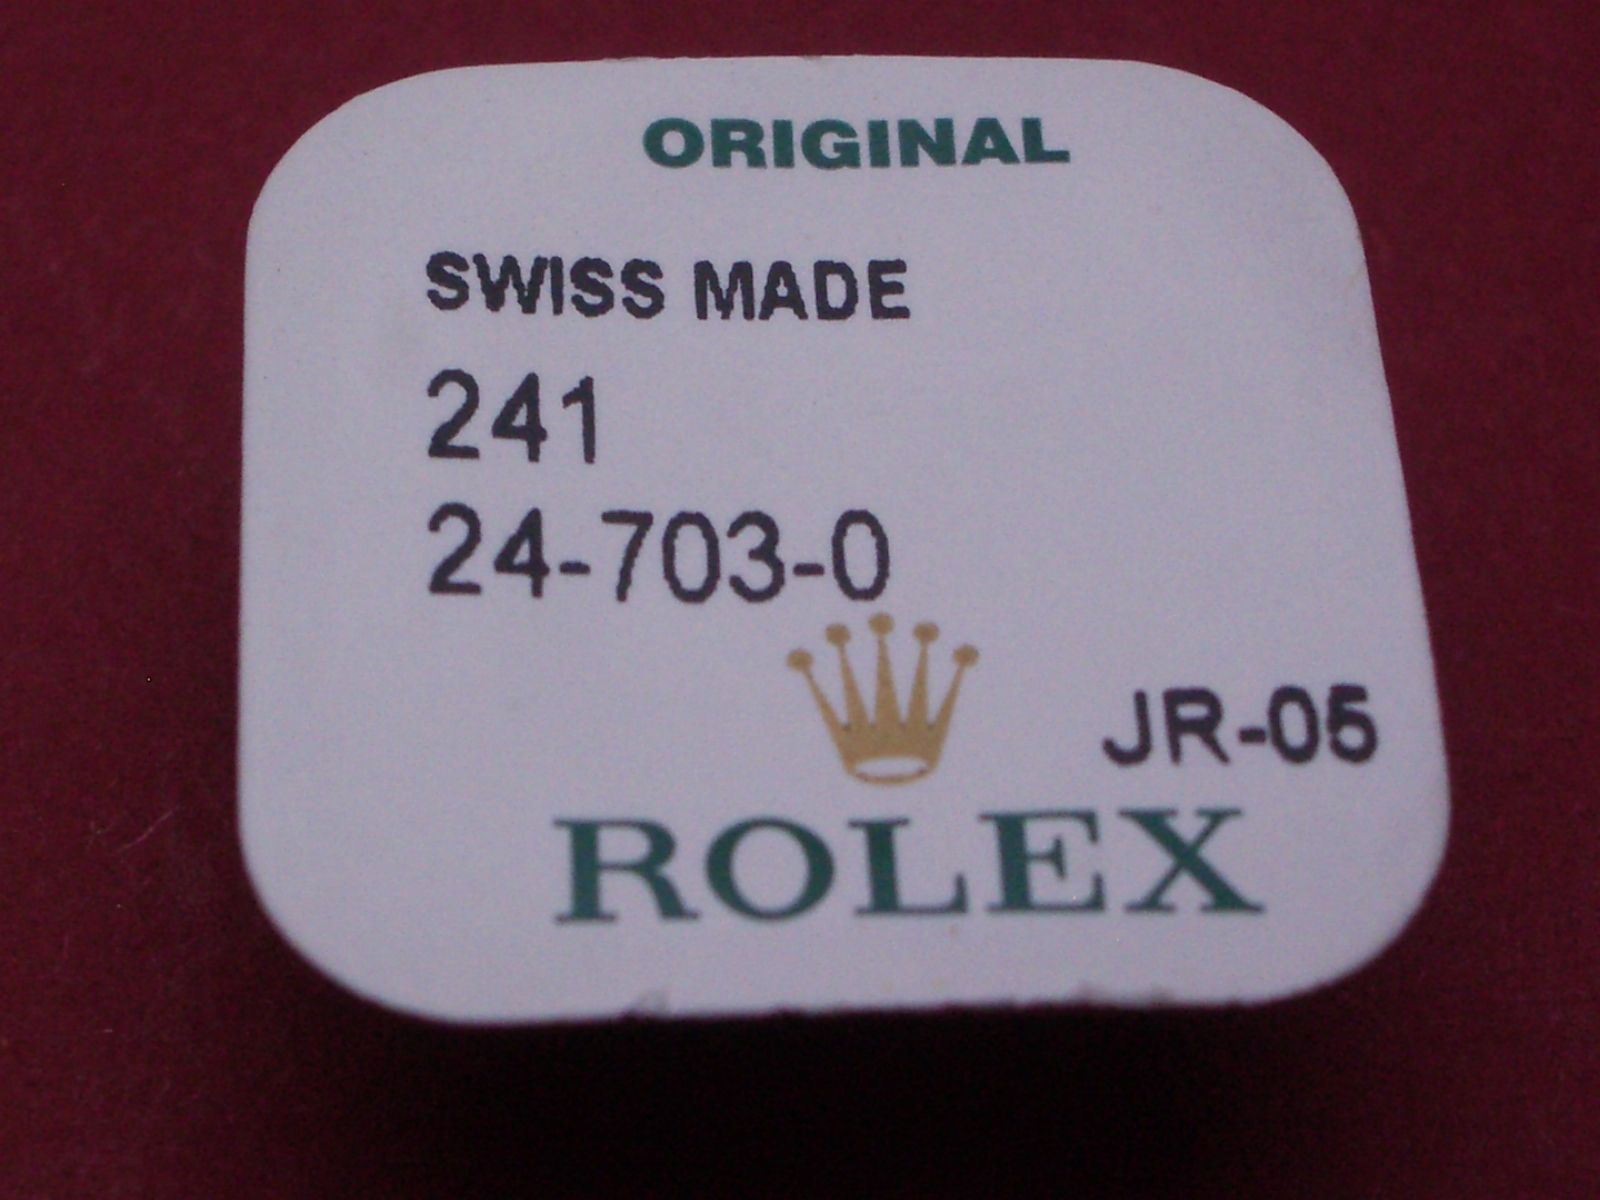 ORIGINAL
SWISS MADE
241
24-703-0
JR-05
ROLEX